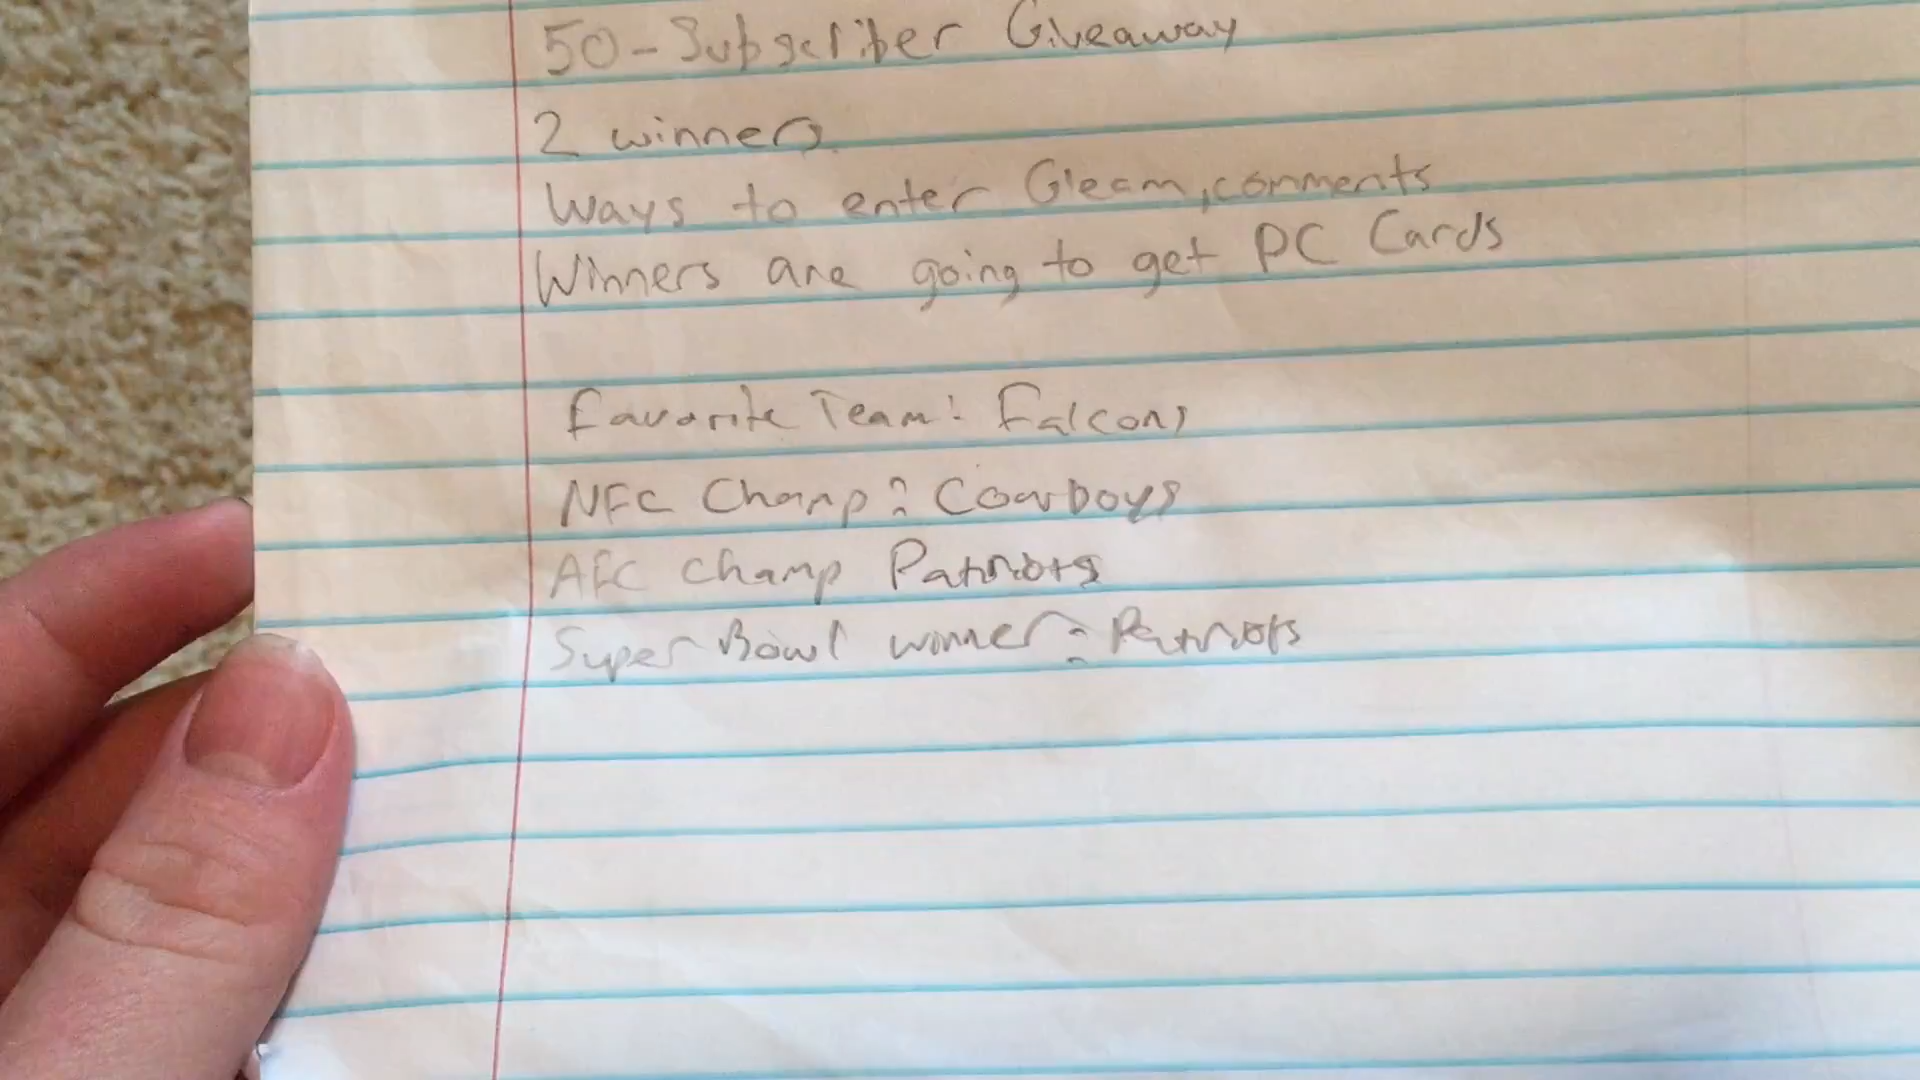 50-Subscriber Giveaway
2 winners
Ways to enter Gleam, comments
Winners are going to get PC Cards
Favorite Team: Falcons
NFC Champ: Cowboys
AFC champ Patriots
Super Bowl winner: Patriots